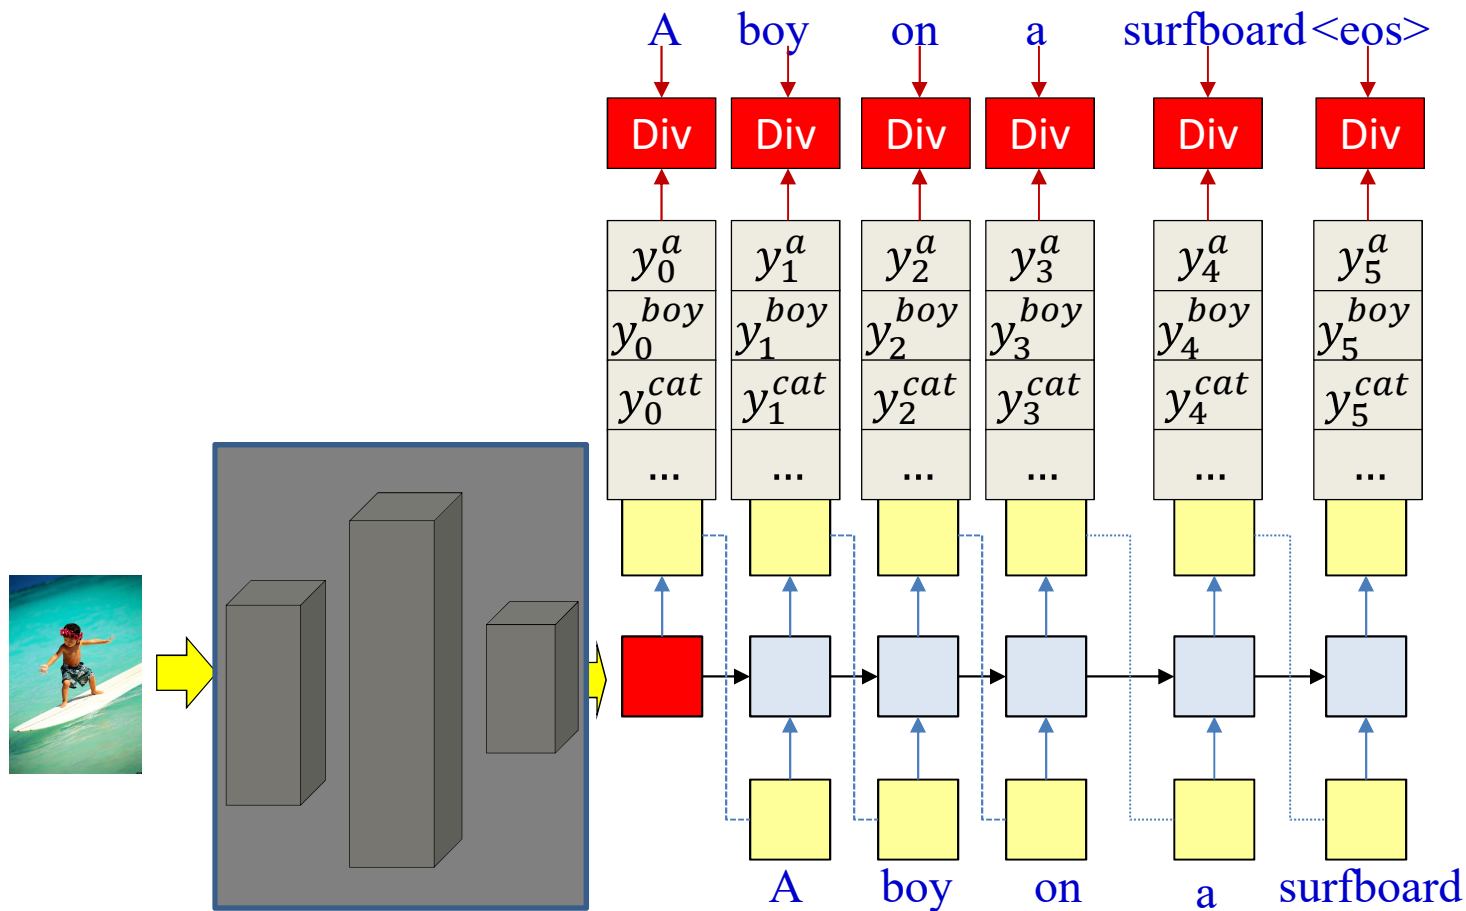 A boy on a surfboard <eos>
Div Div Div Div Div Div
y_0^a y_1^a y_2^a y_3^a y_4^a y_5^a
y_0^{boy} y_1^{boy} y_2^{boy} y_3^{boy} y_4^{boy} y_5^{boy}
y_0^{cat} y_1^{cat} y_2^{cat} y_3^{cat} y_4^{cat} y_5^{cat}
... ... ... ... ... ...
A boy on a surfboard